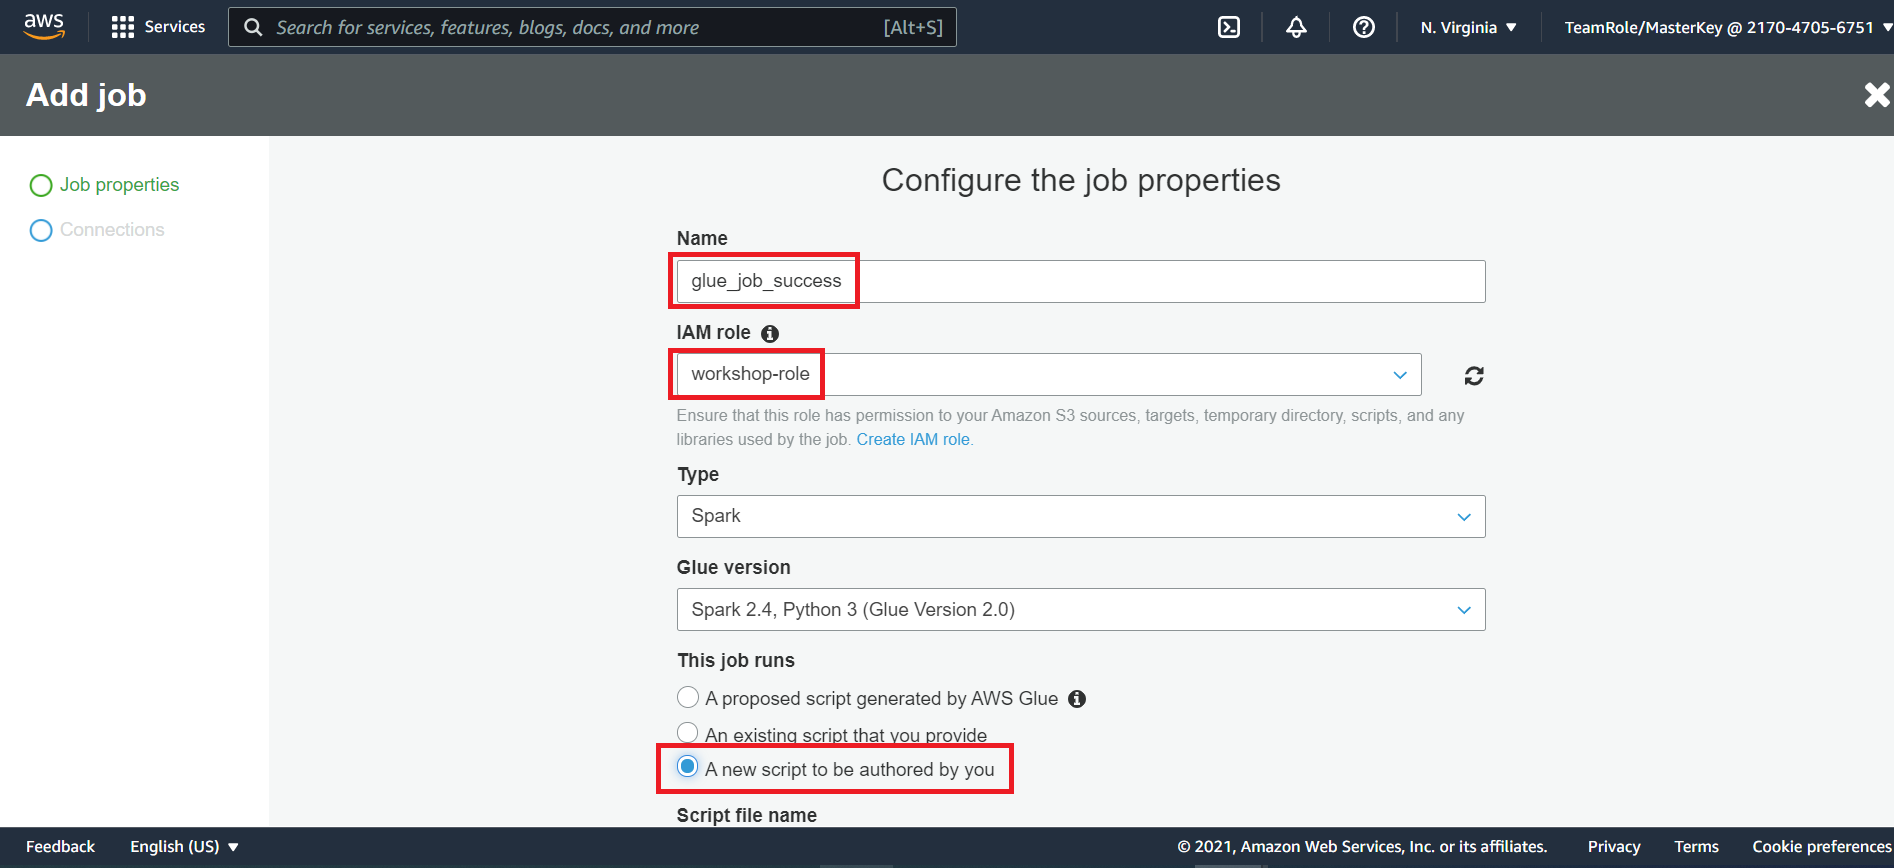 aws
Services
Search for services, features, blogs, docs, and more
[Alt+S]
N. Virginia
TeamRole/MasterKey @ 2170-4705-6751
Add job
Job properties
Connections
Configure the job properties
Name
glue_job_success
IAM role
workshop-role
Ensure that this role has permission to your Amazon S3 sources, targets, temporary directory, scripts, and any
libraries used by the job. Create IAM role.
Type
Spark
Glue version
Spark 2.4, Python 3 (Glue Version 2.0)
This job runs
A proposed script generated by AWS Glue
An existing script that you provide
A new script to be authored by you
Script file name
Feedback
English (US)
© 2021, Amazon Web Services, Inc. or its affiliates.
Privacy
Terms
Cookie preferences